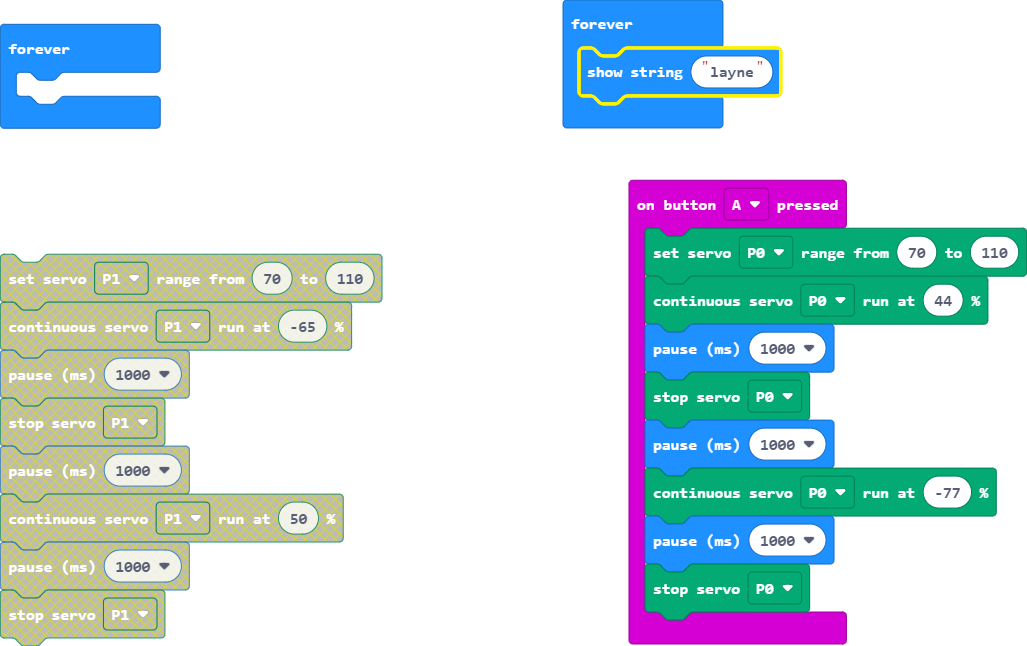 forever
forever
show string "layne"
set servo P1 range from 70 to 110
continuous servo P1 run at -65 %
pause (ms) 1000
stop servo P1
pause (ms) 1000
continuous servo P1 run at 50 %
pause (ms) 1000
stop servo P1
on button A pressed
set servo P0 range from 70 to 110
continuous servo P0 run at 44 %
pause (ms) 1000
stop servo P0
pause (ms) 1000
continuous servo P0 run at -77 %
pause (ms) 1000
stop servo P0